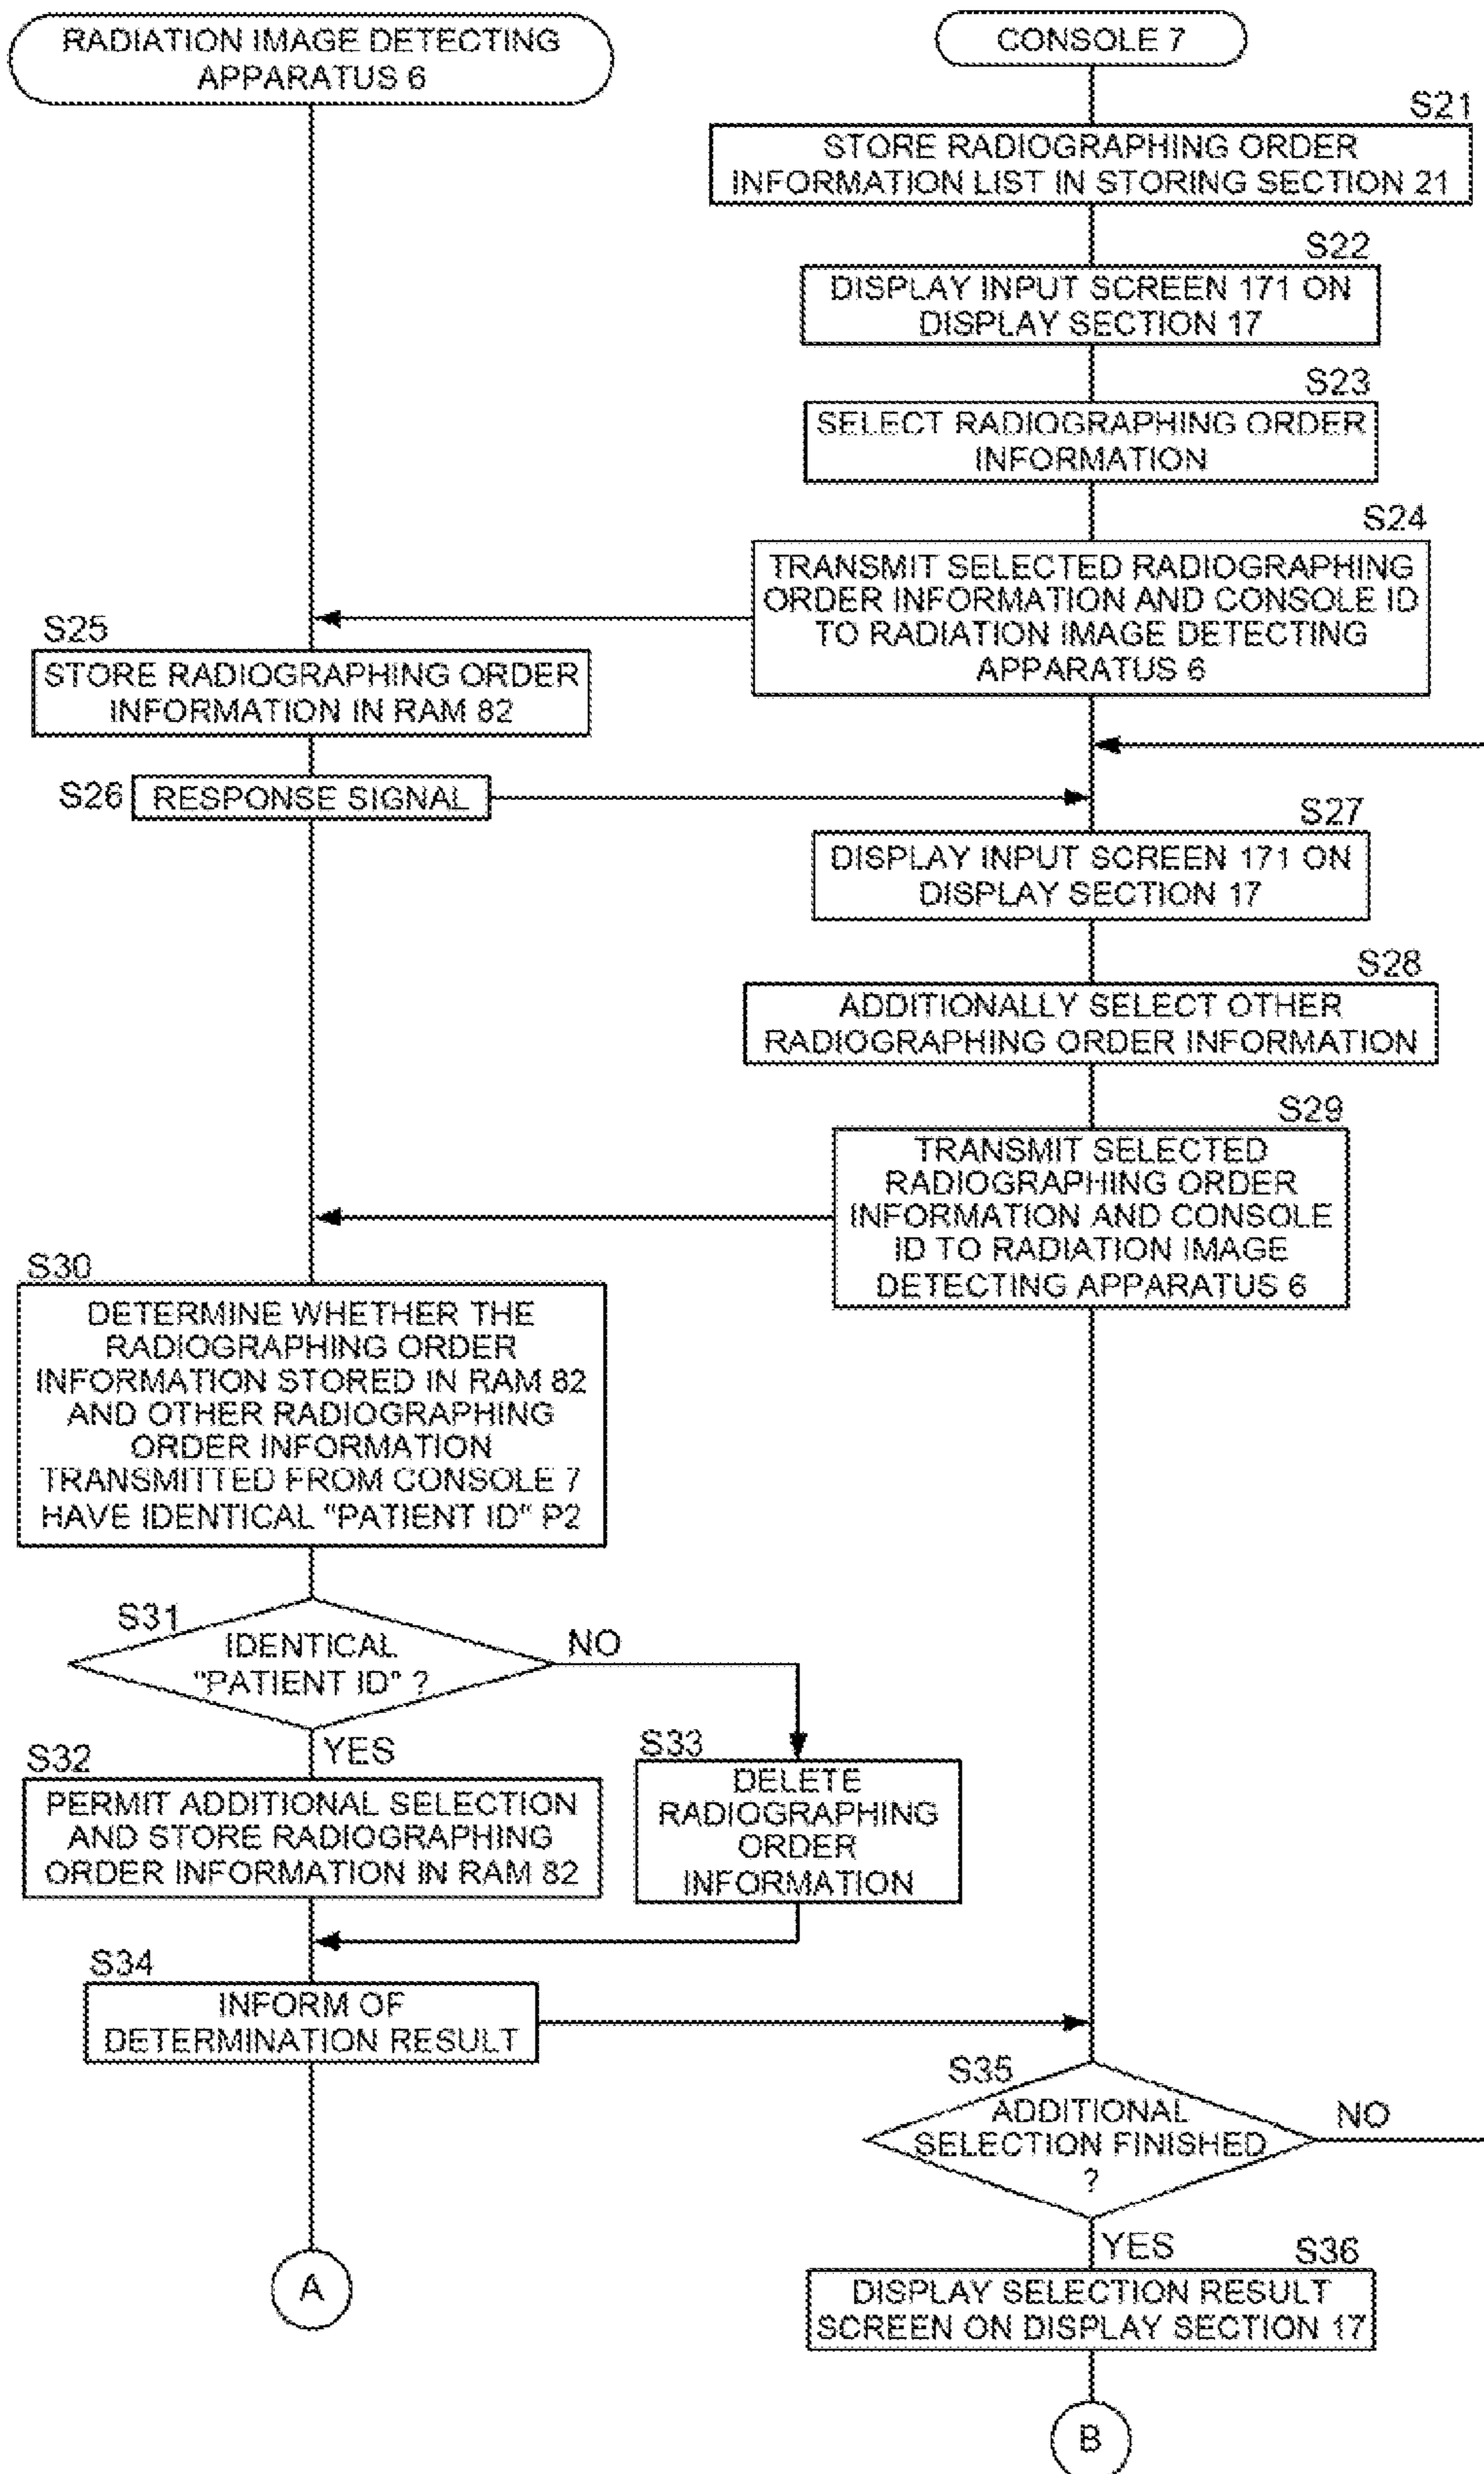 RADIATION IMAGE DETECTING
APPARATUS 6
CONSOLE 7
S21
STORE RADIOGRAPHING ORDER
INFORMATION LIST IN STORING SECTION 21
S22
DISPLAY INPUT SCREEN 171 ON
DISPLAY SECTION 17
S23
SELECT RADIOGRAPHING ORDER
INFORMATION
S24
TRANSMIT SELECTED RADIOGRAPHING
ORDER INFORMATION AND CONSOLE ID
TO RADIATION IMAGE DETECTING
APPARATUS 6
S25
STORE RADIOGRAPHING ORDER
INFORMATION IN RAM 82
S26
RESPONSE SIGNAL
S27
DISPLAY INPUT SCREEN 171 ON
DISPLAY SECTION 17
S28
ADDITIONALLY SELECT OTHER
RADIOGRAPHING ORDER INFORMATION
S29
TRANSMIT SELECTED
RADIOGRAPHING ORDER
INFORMATION AND CONSOLE
ID TO RADIATION IMAGE
DETECTING APPARATUS 6
S30
DETERMINE WHETHER THE
RADIOGRAPHING ORDER
INFORMATION STORED IN RAM 82
AND OTHER RADIOGRAPHING
ORDER INFORMATION
TRANSMITTED FROM CONSOLE 7
HAVE IDENTICAL "PATIENT ID" P2
S31
IDENTICAL
"PATIENT ID" ?
NO
YES
S32
PERMIT ADDITIONAL SELECTION
AND STORE RADIOGRAPHING
ORDER INFORMATION IN RAM 82
S33
DELETE
RADIOGRAPHING
ORDER
INFORMATION
S34
INFORM OF
DETERMINATION RESULT
S35
ADDITIONAL
SELECTION FINISHED
?
NO
YES
S36
DISPLAY SELECTION RESULT
SCREEN ON DISPLAY SECTION 17
A
B